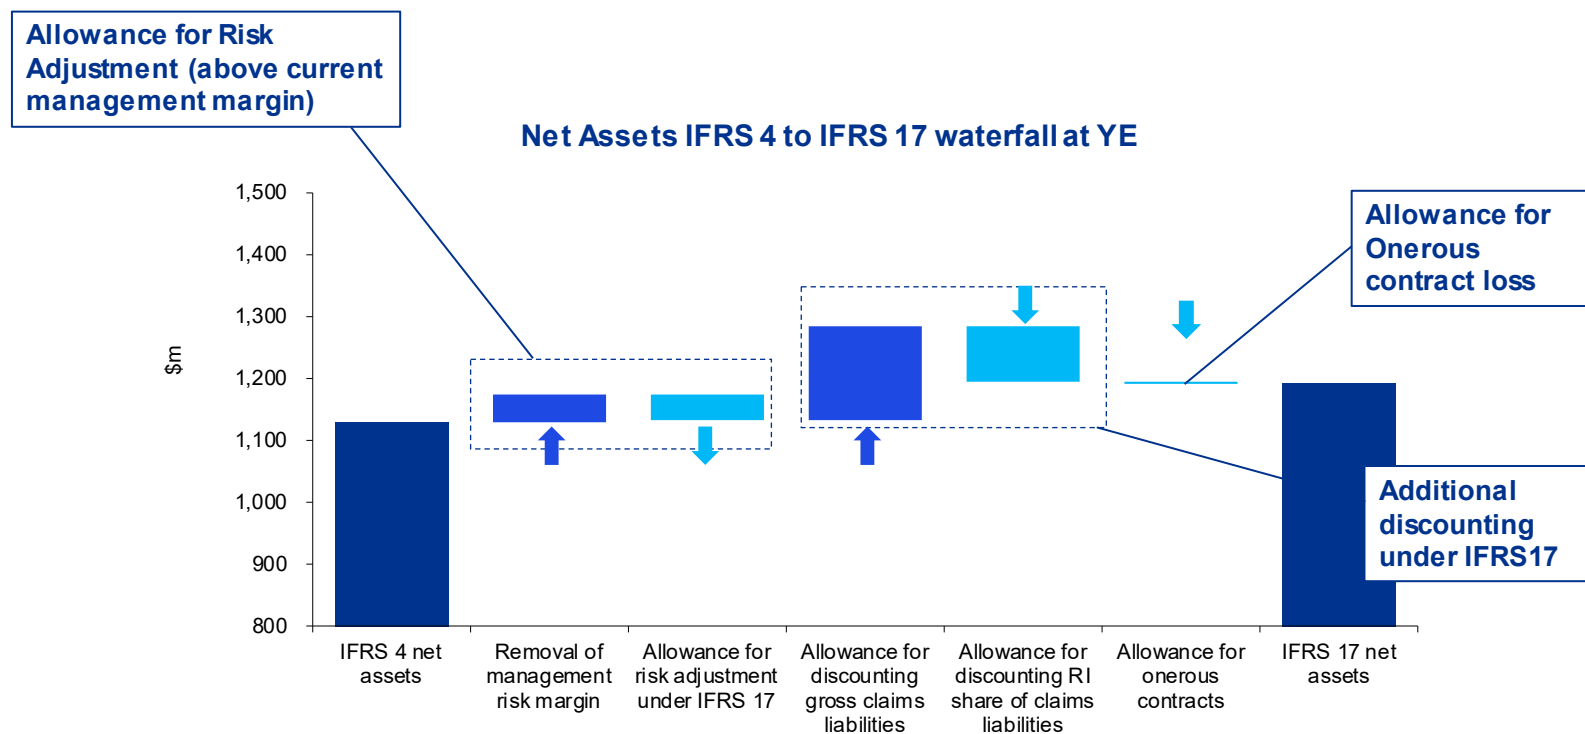 Allowance for Risk
Adjustment (above current
management margin)
Net Assets IFRS 4 to IFRS 17 waterfall at YE
Allowance for
Onerous
contract loss
Additional
discounting
under IFRS17
$m
1,500
1,400
1,300
1,200
1,100
1,000
900
800
IFRS 4 net
assets
Removal of
management
risk margin
Allowance for
risk adjustment
under IFRS 17
Allowance for
discounting
gross claims
liabilities
Allowance for
discounting RI
share of claims
liabilities
Allowance for
onerous
contracts
IFRS 17 net
assets